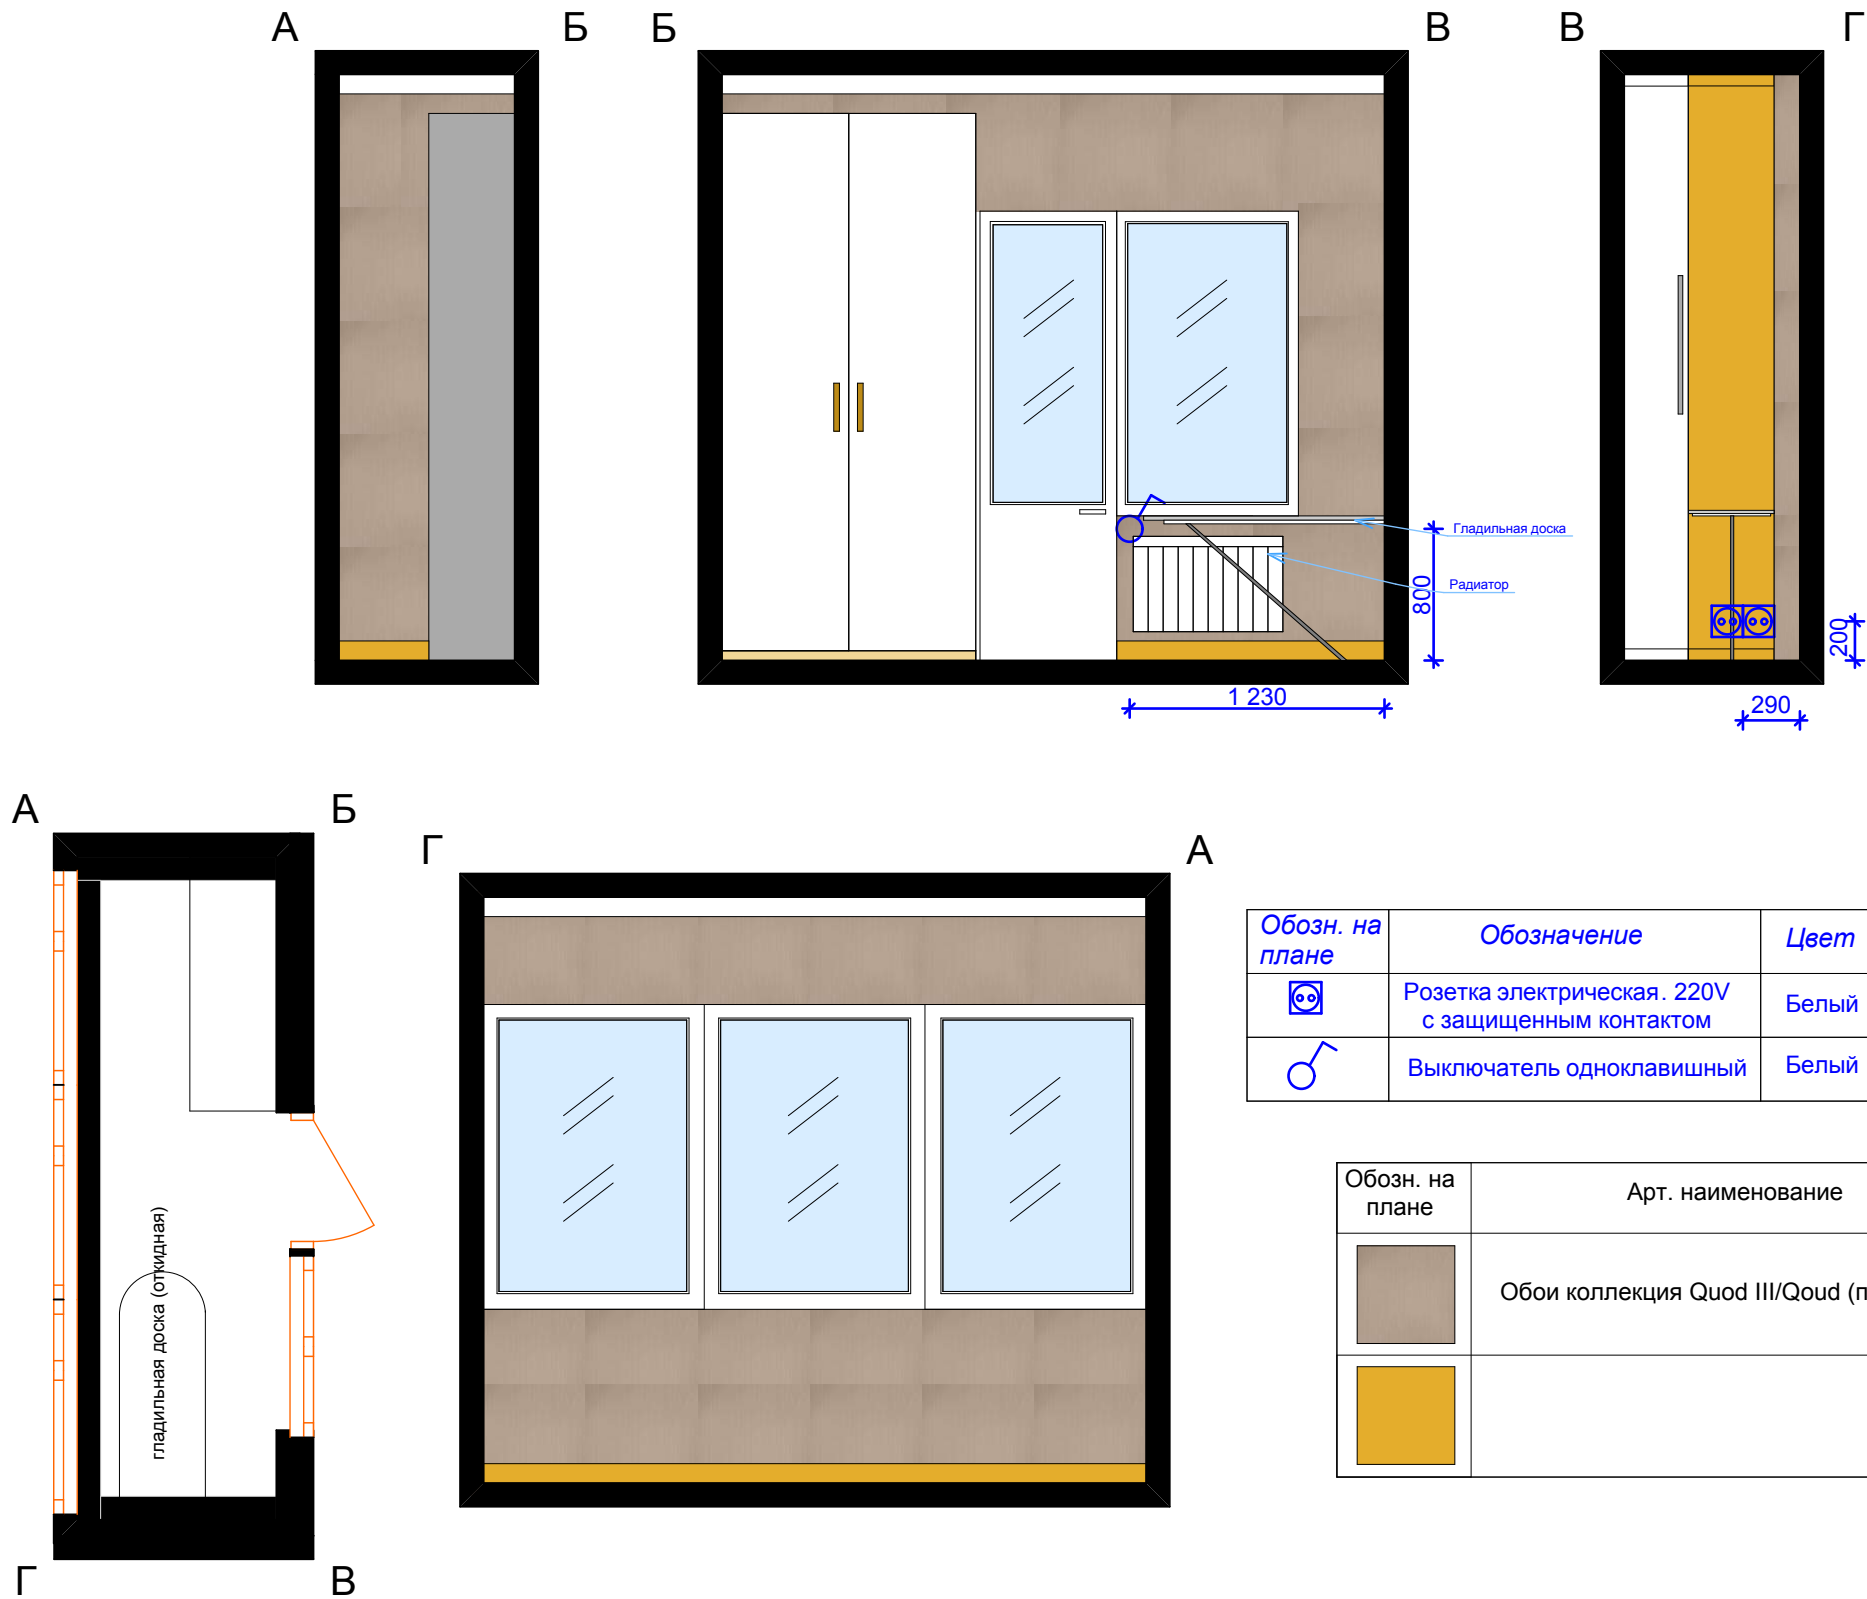 А
Б
Б
В
В
Г
Гладильная доска
Радиатор
800
200
1 230
290
А
Б
гладильная доска (откидная)
Г
В
Г
А
Обозн. на
плане
Обозначение
Цвет
Розетка электрическая. 220V
с защищенным контактом
Белый
Выключатель одноклавишный
Белый
Обозн. на
плане
Арт. наименование
Обои коллекция Quod III/Qoud (п